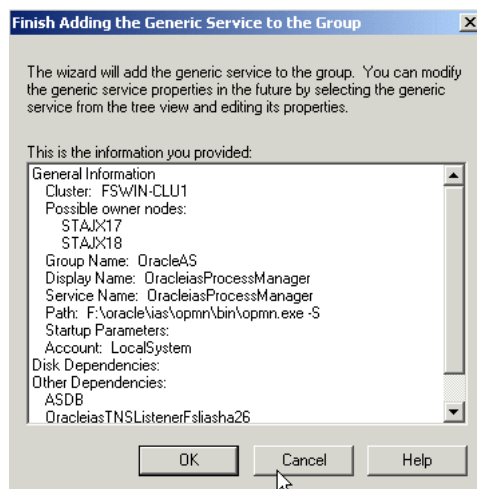 Finish Adding the Generic Service to the Group
The wizard will add the generic service to the group. You can modify
the generic service properties in the future by selecting the generic
service from the tree view and editing its properties.
This is the information you provided:
General Information
Cluster: FSWIN-CLU1
Possible owner nodes:
STAJX17
STAJX18
Group Name: OracleAS
Display Name: OracleiasProcessManager
Service Name: OracleiasProcessManager
Path: F:\oracle\ias\opmn\bin\opmn.exe -S
Startup Parameters:
Account: LocalSystem
Disk Dependencies:
Other Dependencies:
ASDB
OracleiasTNSListenerFsliasha26
OK Cancel Help